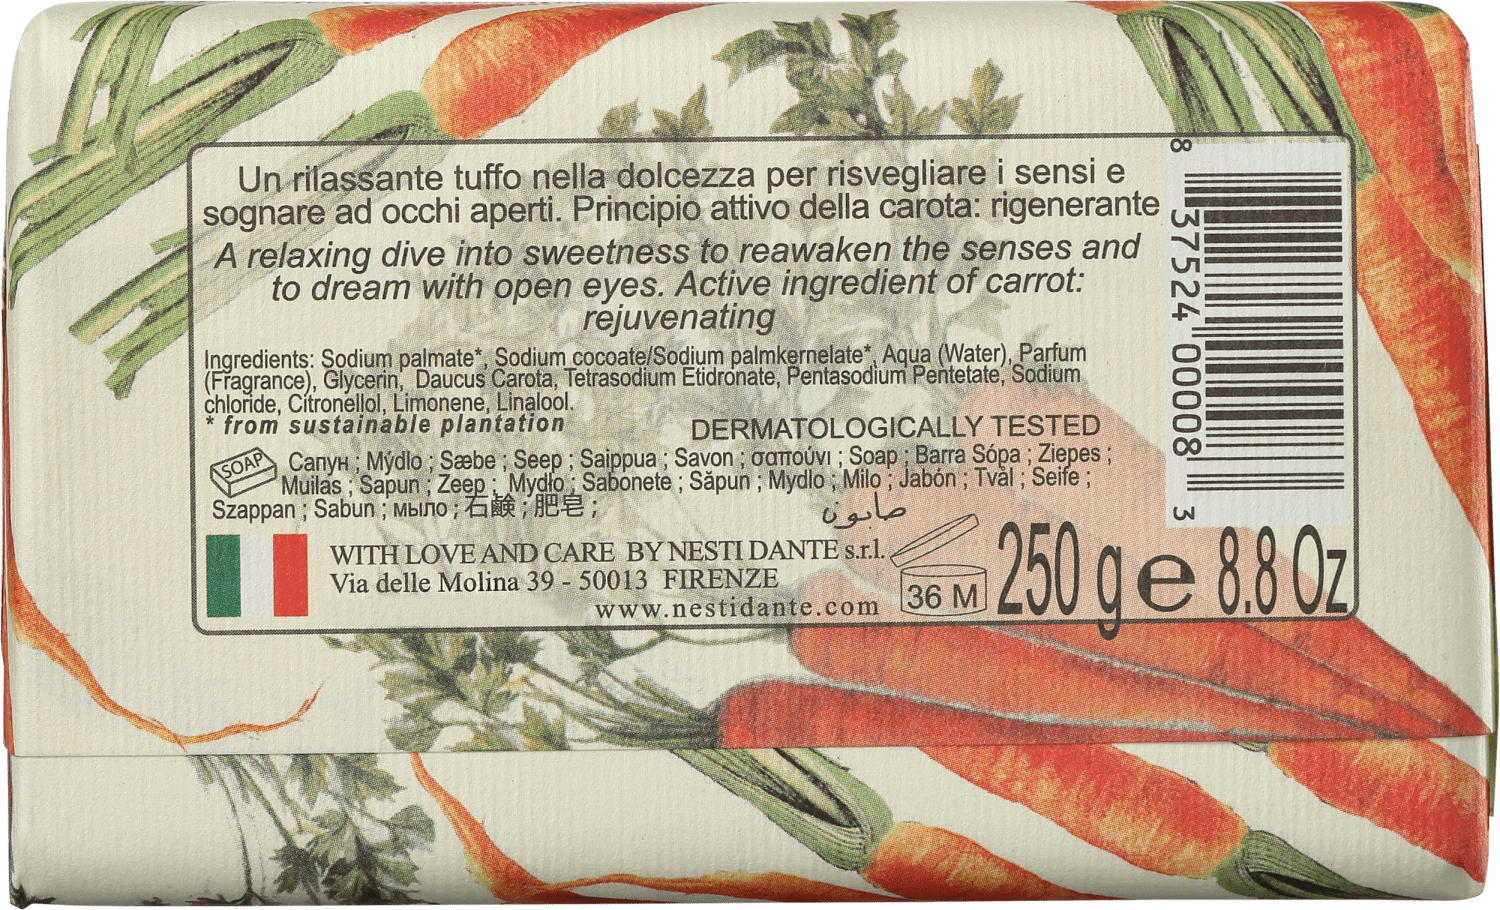 Un rilassante tuffo nella dolcezza per risvegliare i sensi e
sognare ad occhi aperti. Principio attivo della carota: rigenerante
A relaxing dive into sweetness to reawaken the senses and
to dream with open eyes. Active ingredient of carrot:
rejuvenating
Ingredients: Sodium palmate*, Sodium cocoate/Sodium palmkernelate*, Aqua (Water), Parfum
(Fragrance), Glycerin, Daucus Carota, Tetrasodium Etidronate, Pentasodium Pentetate, Sodium
chloride, Citronellol, Limonene, Linalool.
* from sustainable plantation
DERMATOLOGICALLY TESTED
SOAP
Сапун ; Mýdlo ; Sæbe ; Seep ; Saippua ; Savon ; σαπούνι ; Soap ; Barra Sópa ; Ziepes ;
Muilas ; Sapun ; Zeep ; Mydło ; Sabonete ; Săpun ; Mydlo ; Milo ; Jabón ; Tvål ; Seife ;
Szappan ; Sabun ; мыло ; 石鹸 ; 肥皂 ;
صابون
WITH LOVE AND CARE BY NESTI DANTE s.r.l.
Via delle Molina 39 - 50013 FIRENZE
www.nestidante.com
36 M
250 g e 8.8 Oz
8 37524 00008 3